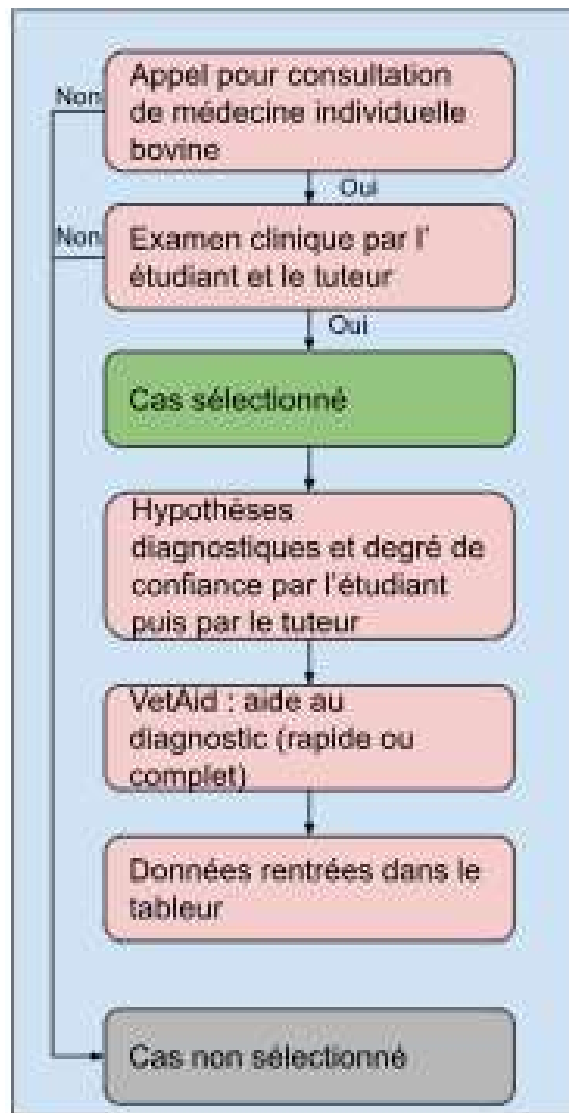 Appel pour consultation
de médecine individuelle
bovine
Non
Oui
Examen clinique par l'
étudiant et le tuteur
Non
Oui
Cas sélectionné
Hypothèses
diagnostiques et degré de
confiance par l'étudiant
puis par le tuteur
VetAid : aide au
diagnostic (rapide ou
complet)
Données rentrées dans le
tableur
Cas non sélectionné